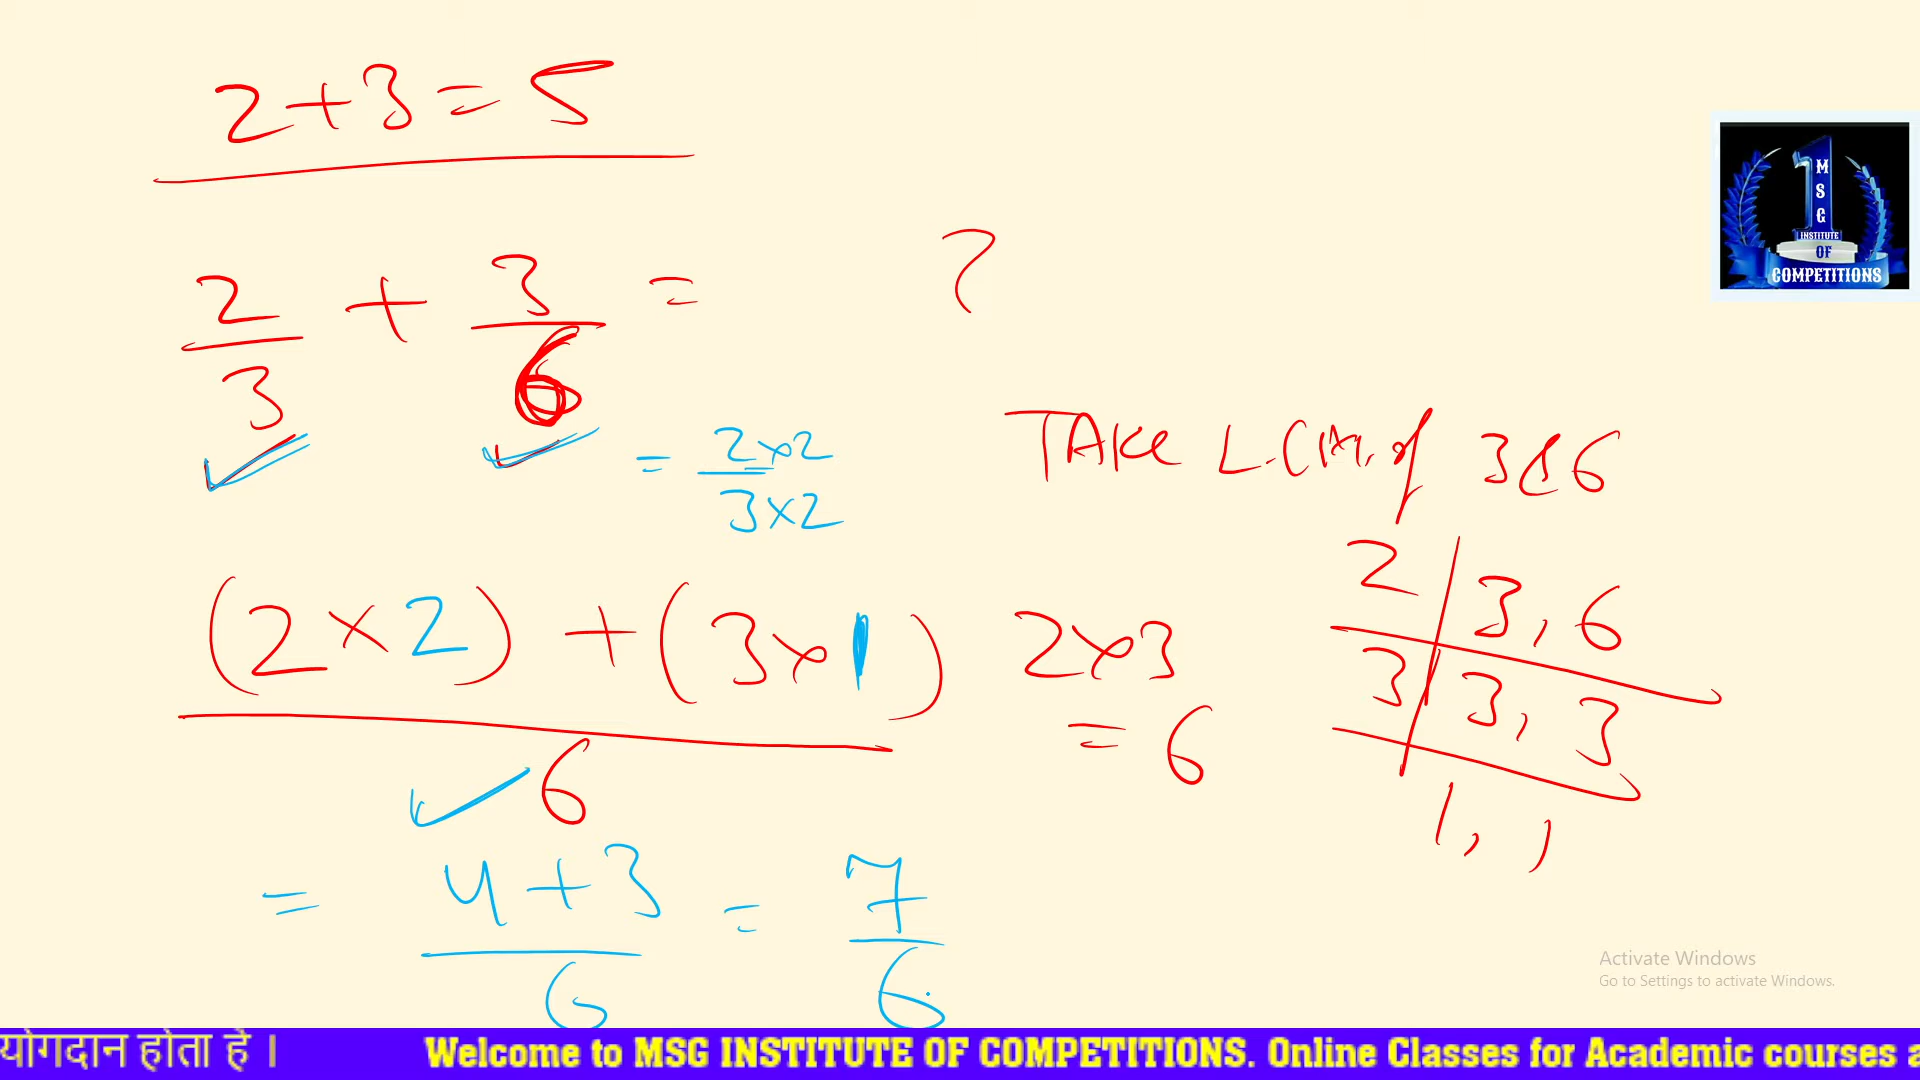 2+3=5
2/3 + 3/6 = ?
= 2×2/3×2
TAKE L.C.M. of 3 & 6
2 | 3, 6
3 | 3, 3
1, 1
(2×2) + (3×1)
6
2×3
= 6
= 4+3/6 = 7/6
1
M
S
G
INSTITUTE
OF
COMPETITIONS
Activate Windows
Go to Settings to activate Windows.
योगदान होता है । Welcome to MSG INSTITUTE OF COMPETITIONS. Online Classes for Academic courses a